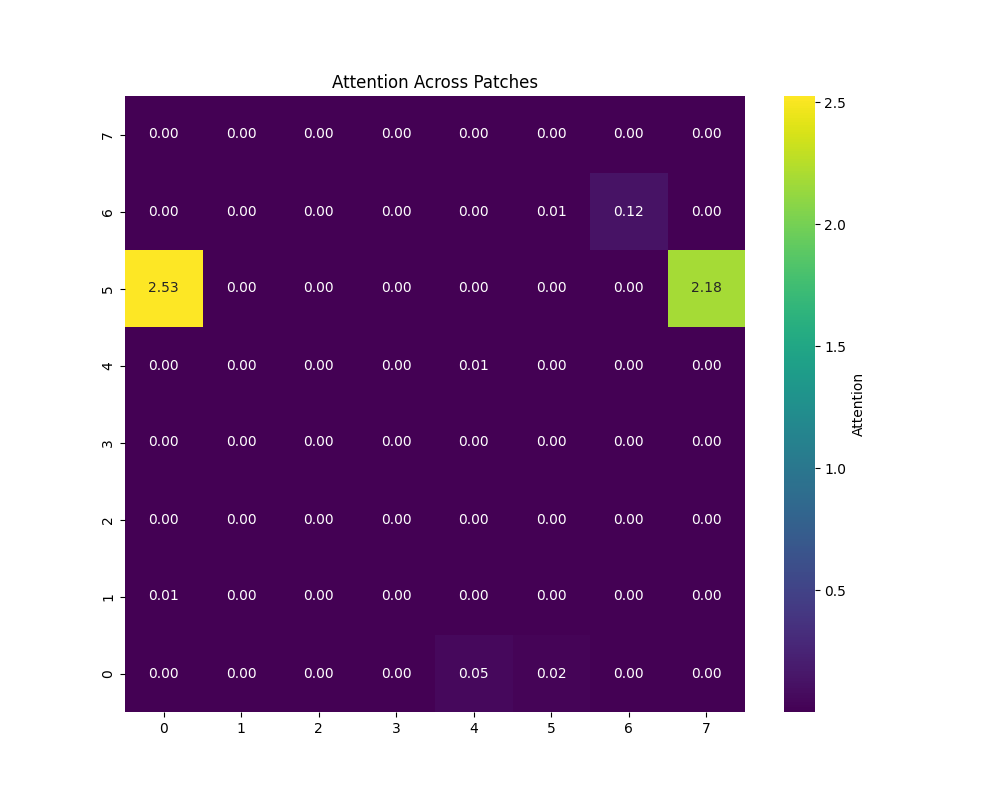 Attention Across Patches
7 0.00 0.00 0.00 0.00 0.00 0.00 0.00 0.00
6 0.00 0.00 0.00 0.00 0.00 0.01 0.12 0.00
5 2.53 0.00 0.00 0.00 0.00 0.00 0.00 2.18
4 0.00 0.00 0.00 0.00 0.01 0.00 0.00 0.00
3 0.00 0.00 0.00 0.00 0.00 0.00 0.00 0.00
2 0.00 0.00 0.00 0.00 0.00 0.00 0.00 0.00
1 0.01 0.00 0.00 0.00 0.00 0.00 0.00 0.00
0 0.00 0.00 0.00 0.00 0.05 0.02 0.00 0.00
0 1 2 3 4 5 6 7
2.5
2.0
1.5
1.0
0.5
Attention